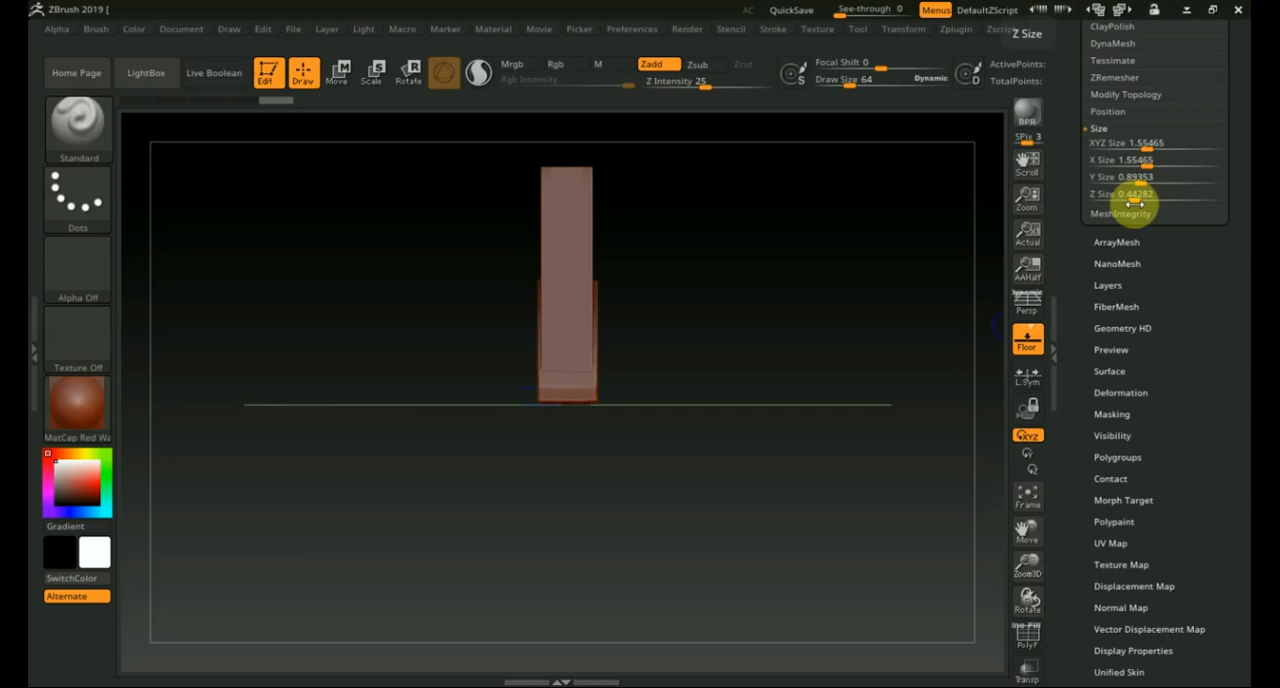 ZBrush 2019 [
AC QuickSave See-through 0 Menus DefaultZScript
Alpha Brush Color Document Draw Edit File Layer Light Macro Marker Material Movie Picker Preferences Render Stencil Stroke Texture Tool Transform Zplugin Zscrip
Z Size
Home Page LightBox Live Boolean Edit Draw Move Scale Rotate
Mrgb Rgb M Zadd Zsub Zcut
Rgb Intensity Z Intensity 25
Focal Shift 0
Draw Size 64 Dynamic
S
D
ActivePoints:
TotalPoints:
Standard
Dots
Alpha Off
Texture Off
MatCap Red Wa
Gradient
SwitchColor
Alternate
BPR
SPix 3
Scroll
Zoom
Actual
AAHalf
Dynamic
Persp
Floor
L.Sym
XYZ
Frame
Move
Zoom3D
Rotate
PolyF
Transp
ClayPolish
DynaMesh
Tessimate
ZRemesher
Modify Topology
Position
Size
XYZ Size 1.55465
X Size 1.55465
Y Size 0.89353
Z Size 0.44282
MeshIntegrity
ArrayMesh
NanoMesh
Layers
FiberMesh
Geometry HD
Preview
Surface
Deformation
Masking
Visibility
Polygroups
Contact
Morph Target
Polypaint
UV Map
Texture Map
Displacement Map
Normal Map
Vector Displacement Map
Display Properties
Unified Skin